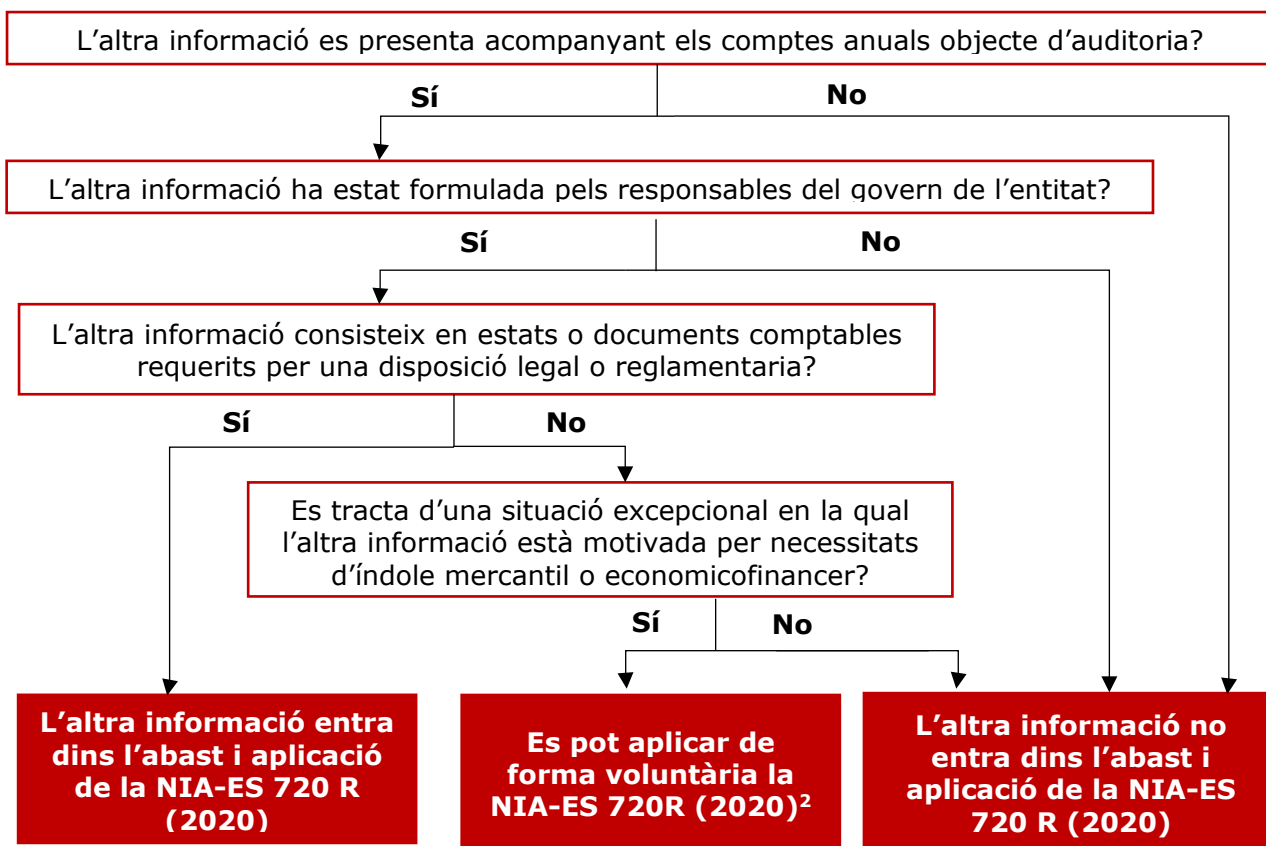 L’altra informació es presenta acompanyant els comptes anuals objecte d’auditoria?
Sí
No
L’altra informació ha estat formulada pels responsables del govern de l’entitat?
Sí
No
L’altra informació consisteix en estats o documents comptables
requerits per una disposició legal o reglamentaria?
Sí
No
Es tracta d’una situació excepcional en la qual
l’altra informació està motivada per necessitats
d’índole mercantil o economicofinancer?
Sí
No
L’altra informació entra
dins l’abast i aplicació
de la NIA-ES 720 R
(2020)
Es pot aplicar de
forma voluntària la
NIA-ES 720R (2020)²
L’altra informació no
entra dins l’abast i
aplicació de la NIA-ES
720 R (2020)